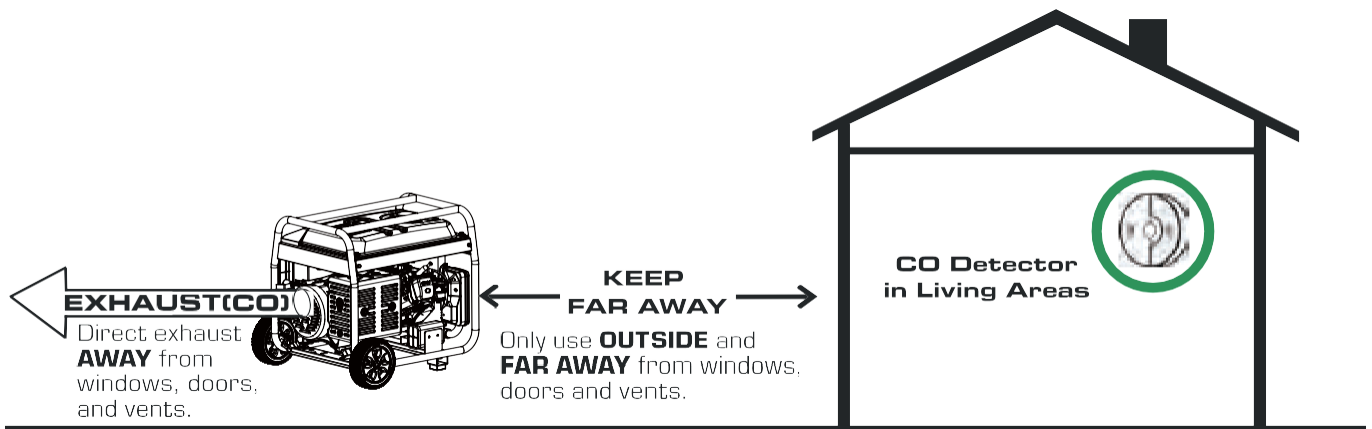 EXHAUST(CO)
Direct exhaust
AWAY from
windows, doors,
and vents.
KEEP
FAR AWAY
Only use OUTSIDE and
FAR AWAY from windows,
doors and vents.
CO Detector
in Living Areas